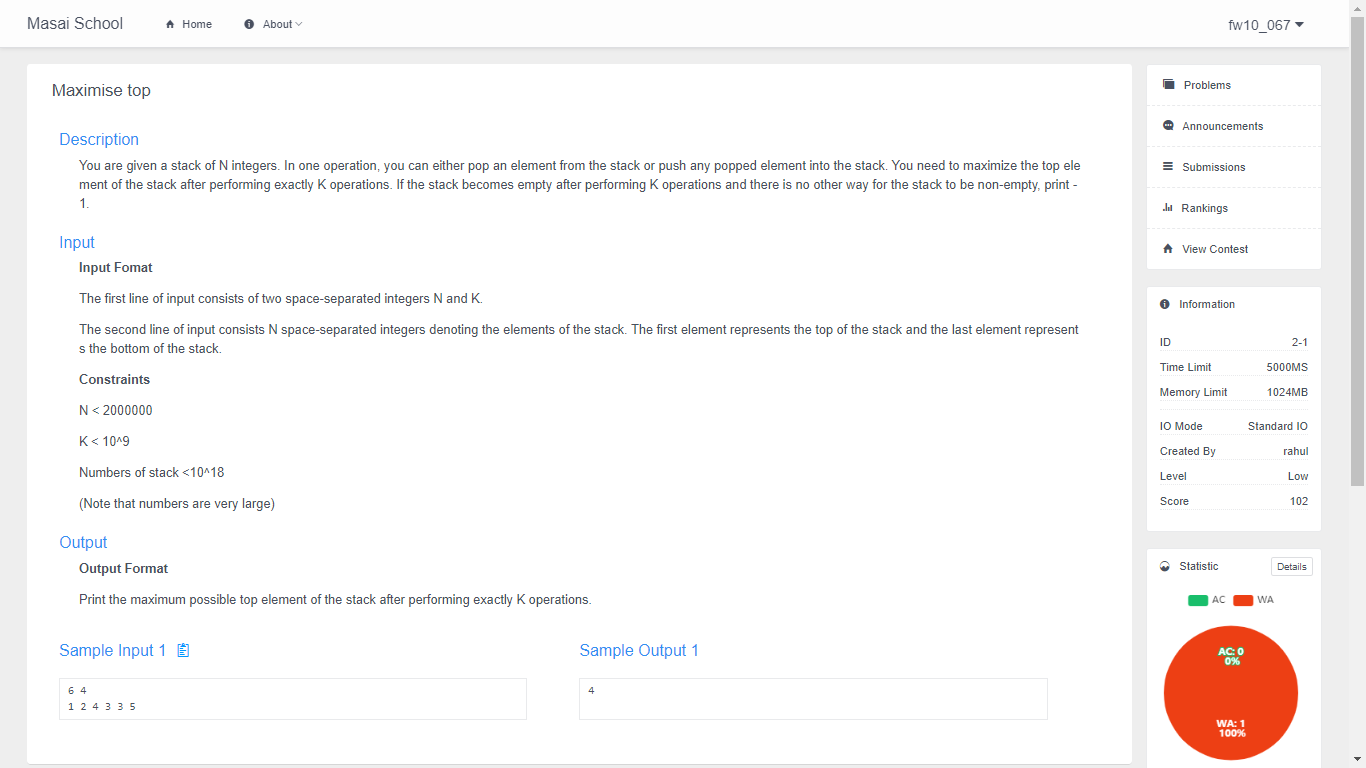 Masai School
Home
About
fw10_067
Maximise top
Description
You are given a stack of N integers. In one operation, you can either pop an element from the stack or push any popped element into the stack. You need to maximize the top ele
ment of the stack after performing exactly K operations. If the stack becomes empty after performing K operations and there is no other way for the stack to be non-empty, print -
1.
Input
Input Fomat
The first line of input consists of two space-separated integers N and K.
The second line of input consists N space-separated integers denoting the elements of the stack. The first element represents the top of the stack and the last element represent
s the bottom of the stack.
Constraints
N < 2000000
K < 10^9
Numbers of stack <10^18
(Note that numbers are very large)
Output
Output Format
Print the maximum possible top element of the stack after performing exactly K operations.
Sample Input 1
6 4
1 2 4 3 3 5
Sample Output 1
4
Problems
Announcements
Submissions
Rankings
View Contest
Information
ID 2-1
Time Limit 5000MS
Memory Limit 1024MB
IO Mode Standard IO
Created By rahul
Level Low
Score 102
Statistic Details
AC WA
AC: 0
0%
WA: 1
100%